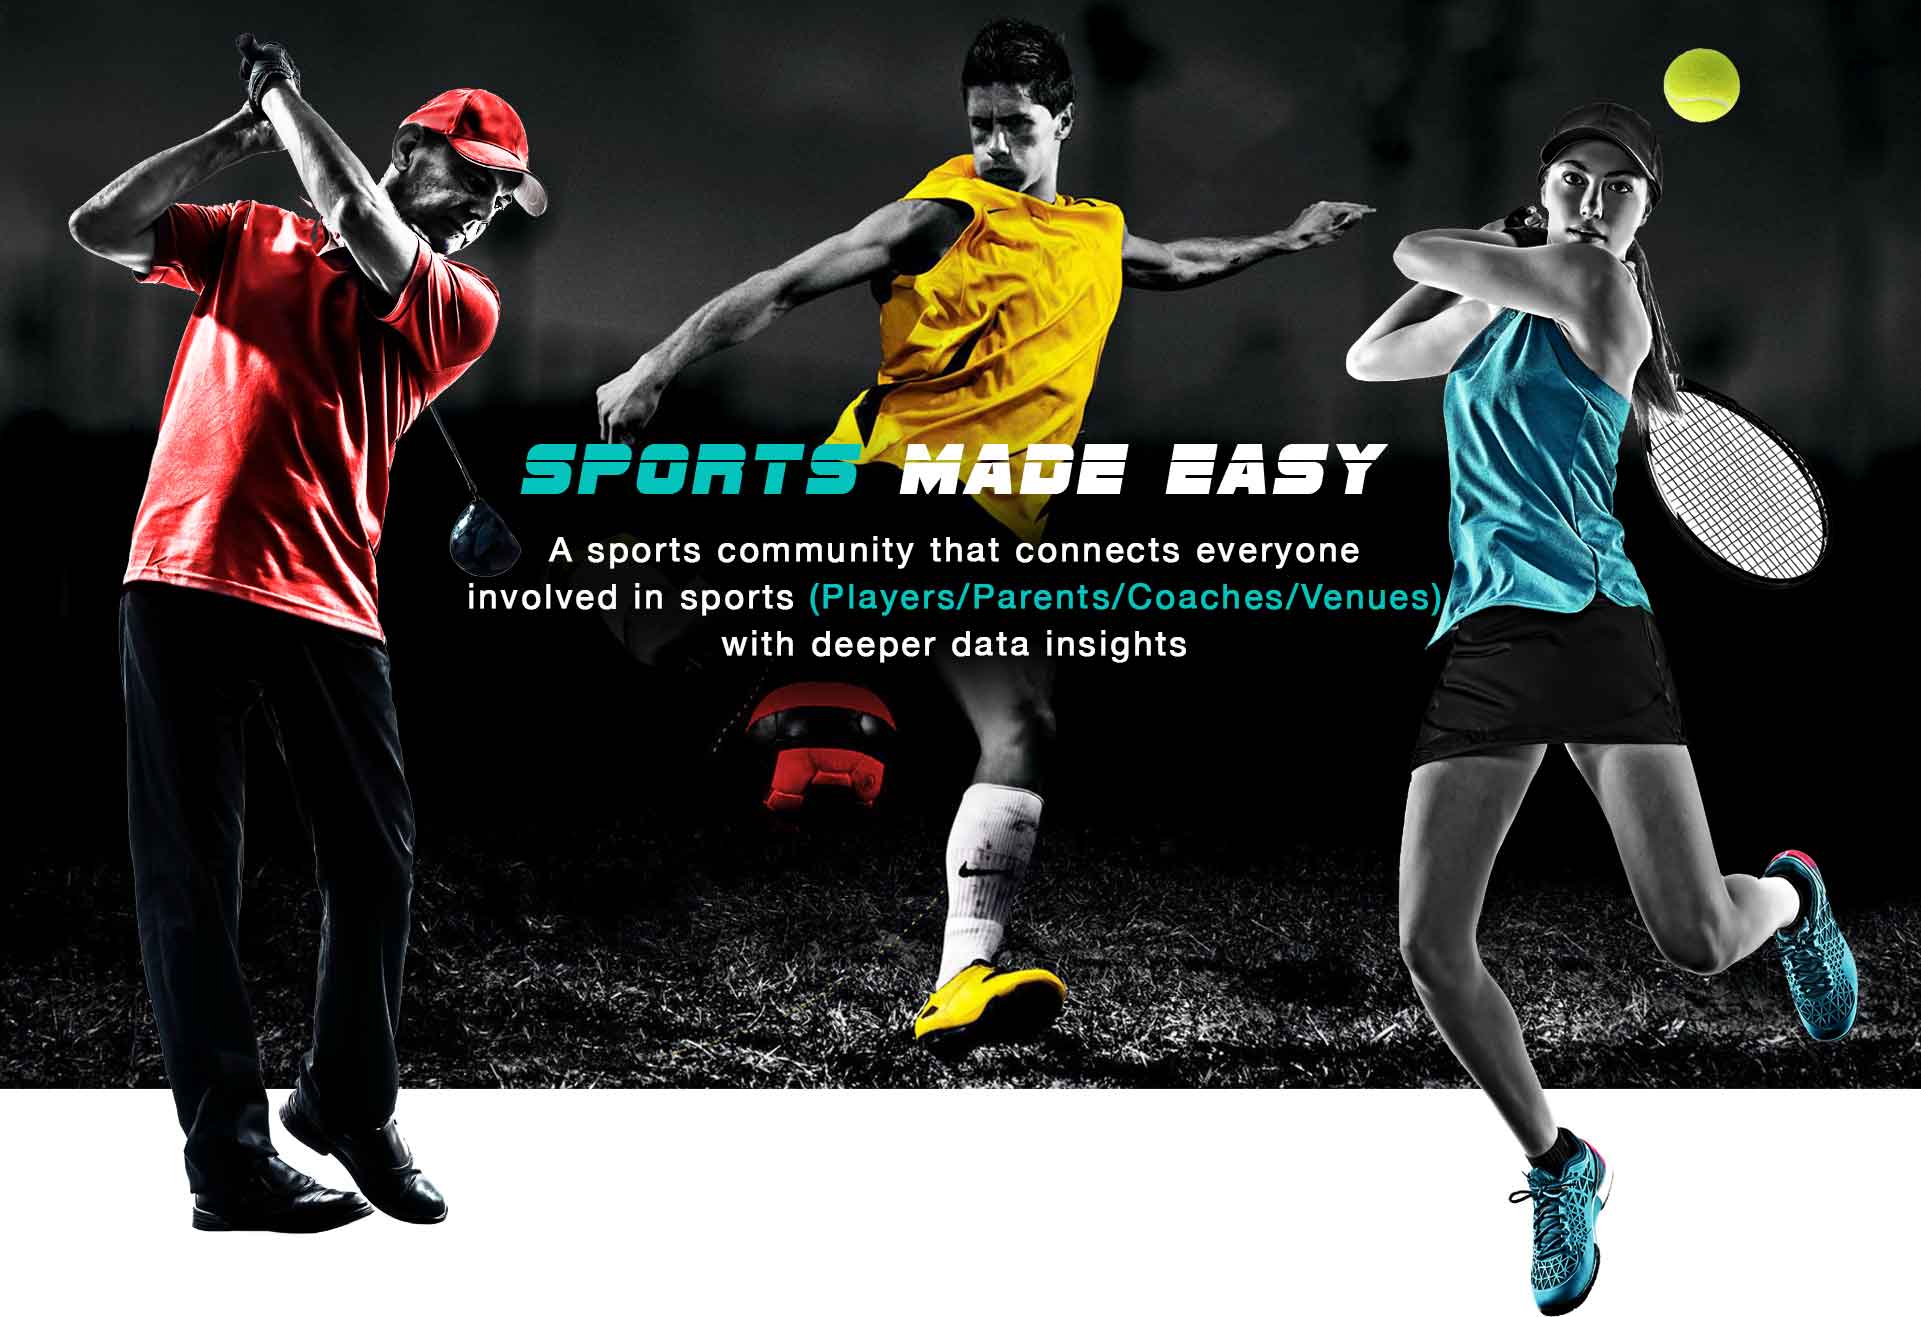 SPORTS MADE EASY
A sports community that connects everyone
involved in sports (Players/Parents/Coaches/Venues)
with deeper data insights